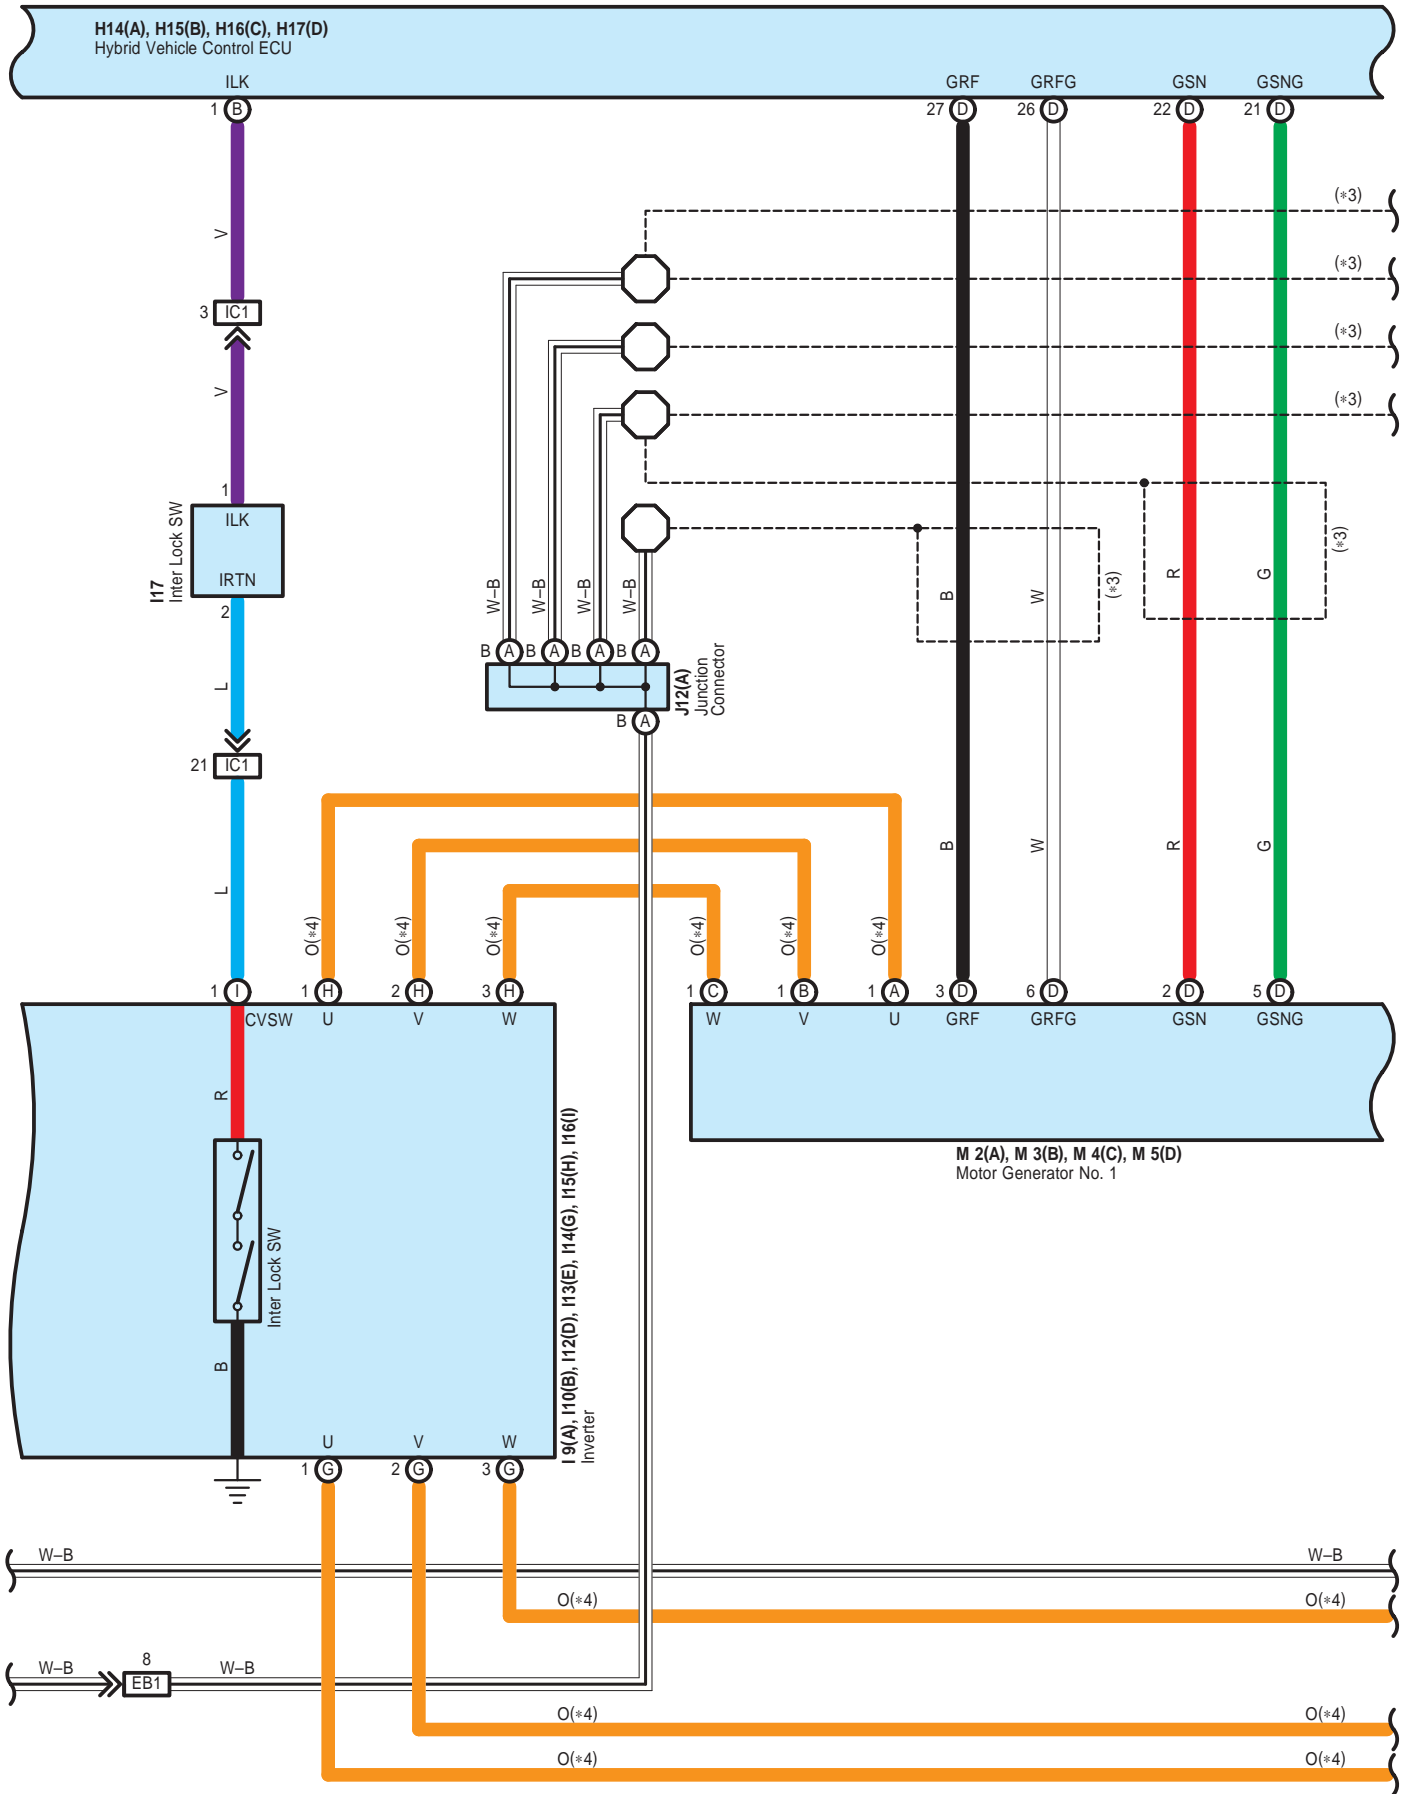 H14(A), H15(B), H16(C), H17(D)
Hybrid Vehicle Control ECU
ILK GRF GRFG GSN GSNG
1 B 27 D 26 D 22 D 21 D
(*3)
V
(*3)
3 IC1
(*3)
V
(*3)
1
ILK
IRTN
I17
Inter Lock SW
2
(*3)
(*3)
R G
B W
W–B W–B W–B W–B
B A B A B A B A
J12(A)
Junction
Connector
B A
L
21 IC1
B W R G
L
O(*4) O(*4) O(*4) O(*4) O(*4) O(*4)
1 I 1 H 2 H 3 H 1 C 1 B 1 A 3 D 6 D 2 D 5 D
CVSW U V W W V U GRF GRFG GSN GSNG
R
M 2(A), M 3(B), M 4(C), M 5(D)
Motor Generator No. 1
Inter Lock SW
I 9(A), I10(B), I12(D), I13(E), I14(G), I15(H), I16(I)
Inverter
B
U V W
1 G 2 G 3 G
W–B W–B
O(*4) O(*4)
8
W–B EB1 W–B
O(*4) O(*4)
O(*4) O(*4)